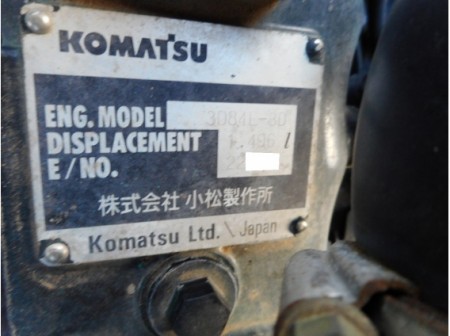 KOMATSU
ENG. MODEL
DISPLACEMENT l
E/NO.
株式会社 小松製作所
Komatsu Ltd. \ Japan